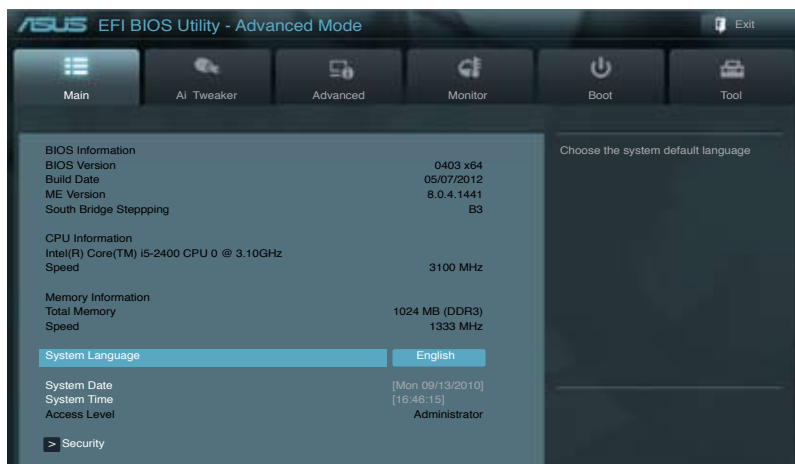 ASUS EFI BIOS Utility - Advanced Mode Exit
Main Ai Tweaker Advanced Monitor Boot Tool
BIOS Information
BIOS Version 0403 x64
Build Date 05/07/2012
ME Version 8.0.4.1441
South Bridge Steppping B3
CPU Information
Intel(R) Core(TM) i5-2400 CPU 0 @ 3.10GHz
Speed 3100 MHz
Memory Information
Total Memory 1024 MB (DDR3)
Speed 1333 MHz
System Language English
System Date [Mon 09/13/2010]
System Time [16:46:15]
Access Level Administrator
> Security
Choose the system default language